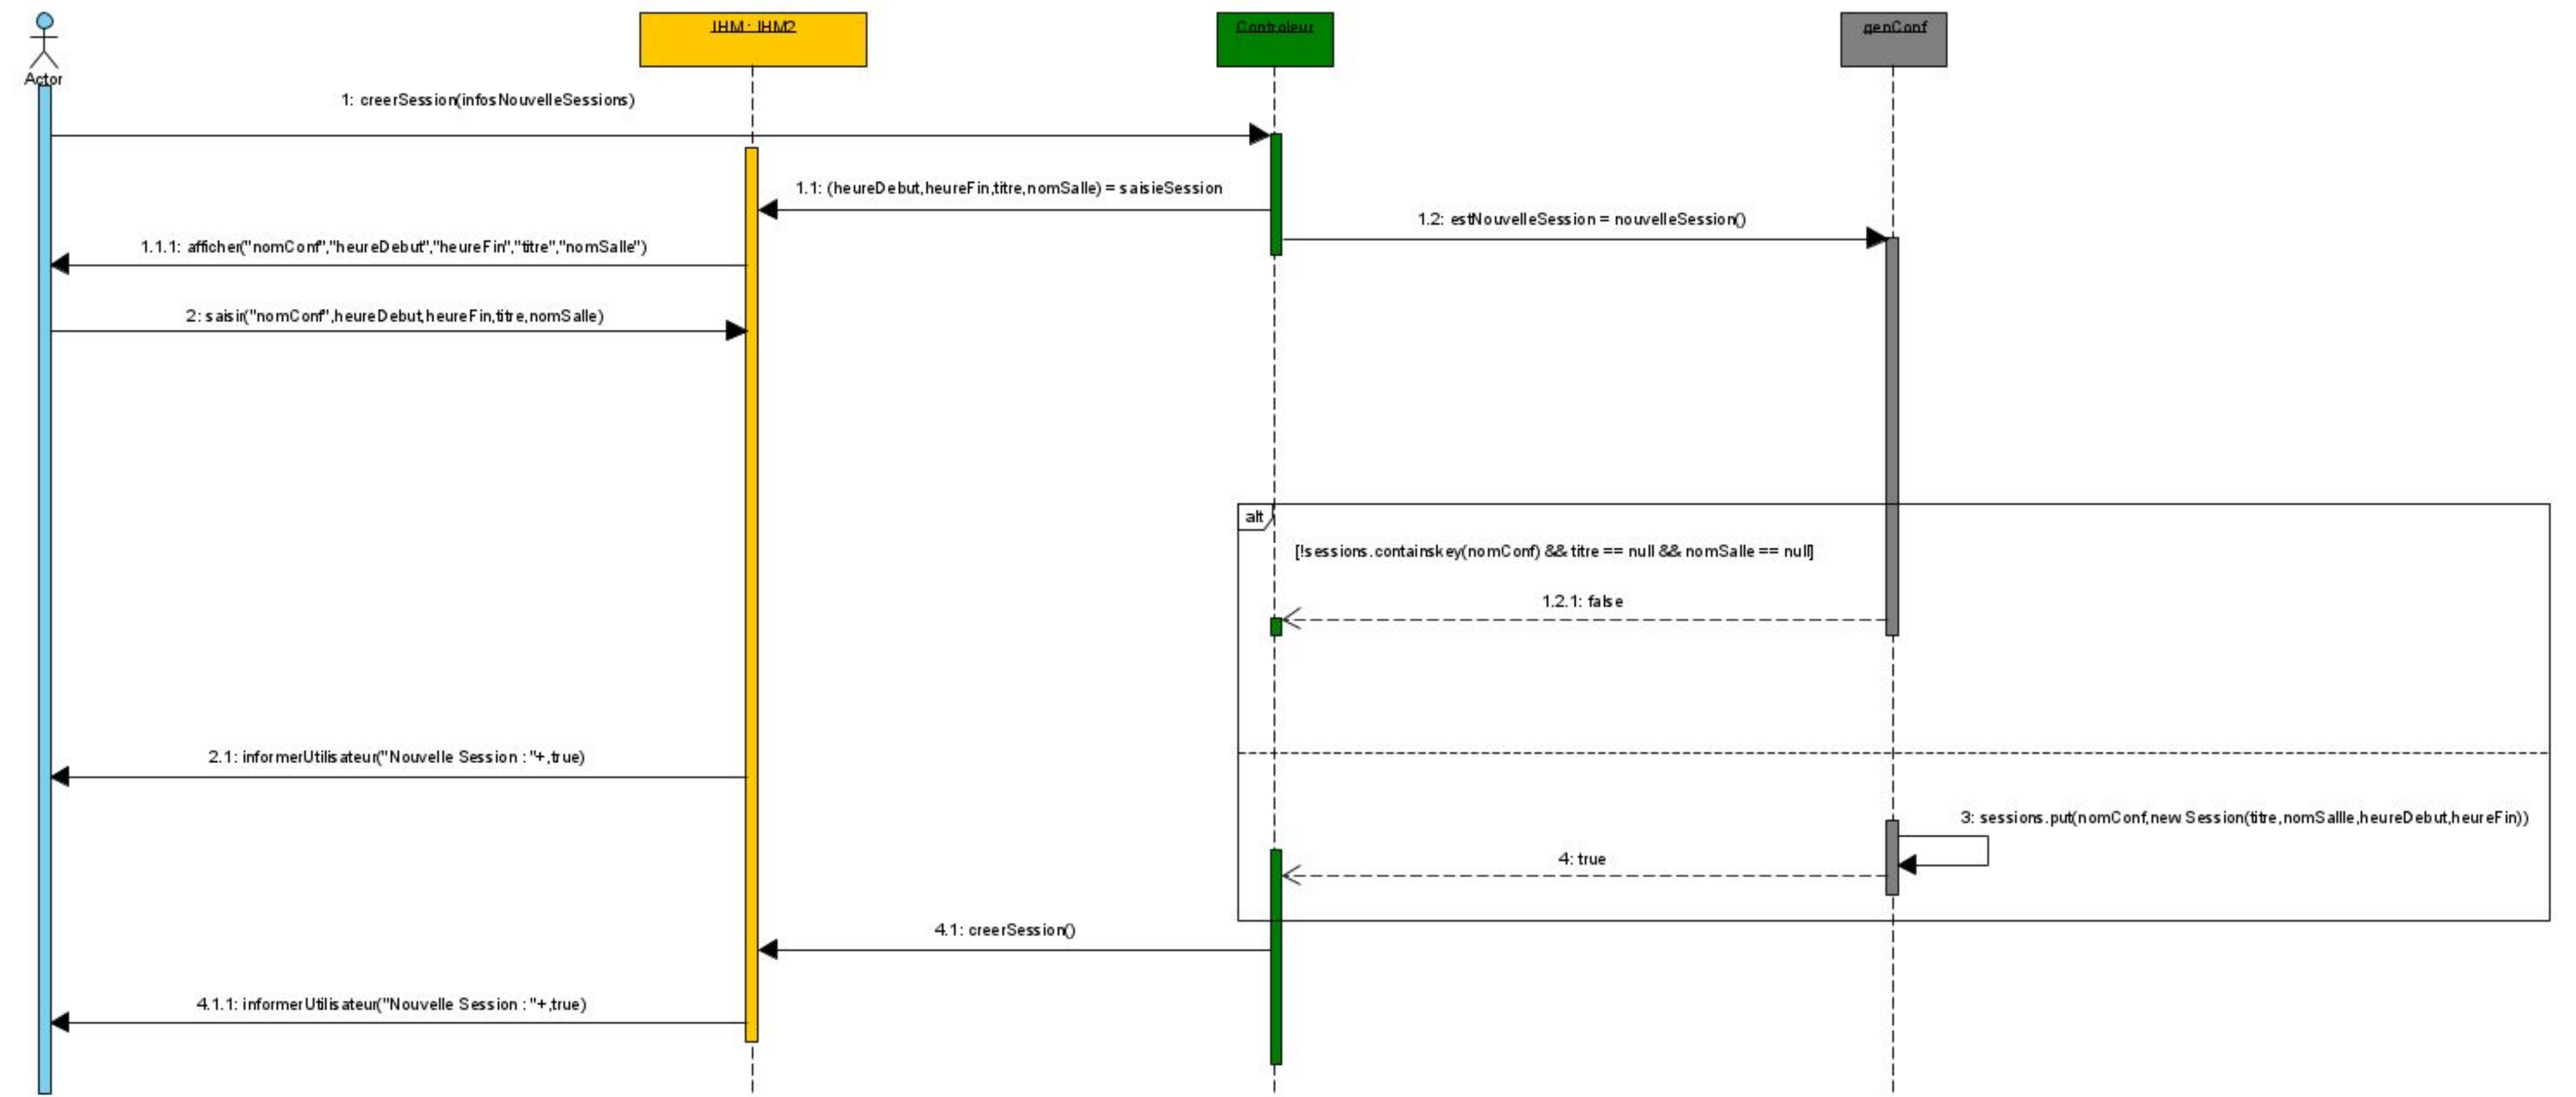 IHM : IHM2
Controleur
genConf
Actor
1: creerSession(infosNouvelleSessions)
1.1: (heureDebut,heureFin,titre,nomSalle) = saisieSession
1.2: estNouvelleSession = nouvelleSession()
1.1.1: afficher("nomConf","heureDebut","heureFin","titre","nomSalle")
2: saisir("nomConf",heureDebut,heureFin,titre,nomSalle)
alt
[!sessions.containskey(nomConf) && titre == null && nomSalle == null]
1.2.1: false
2.1: informerUtilisateur("Nouvelle Session : "+,true)
3: sessions.put(nomConf,new Session(titre,nomSallle,heureDebut,heureFin))
4: true
4.1: creerSession()
4.1.1: informerUtilisateur("Nouvelle Session : "+,true)